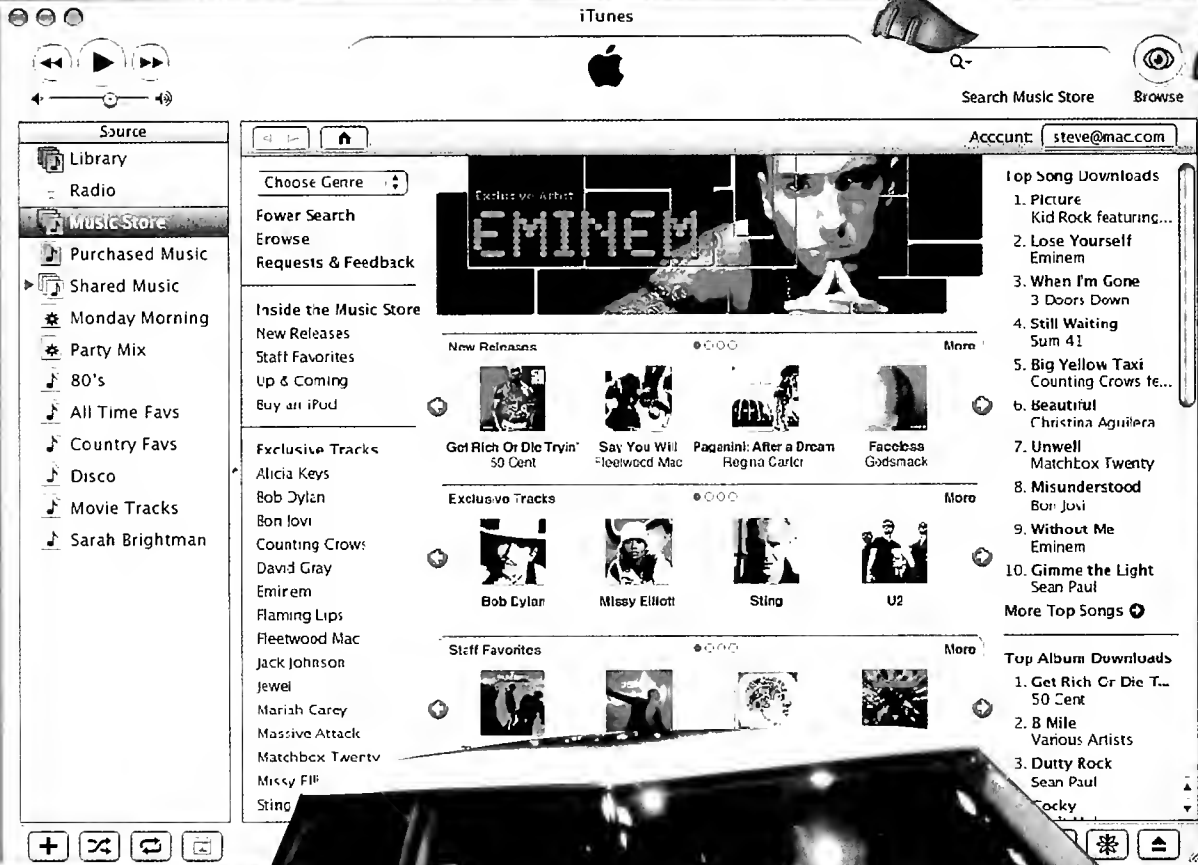 iTunes
Search Music Store
Browse
Source
Library
Radio
Music Store
Purchased Music
Shared Music
Monday Morning
Party Mix
80's
All Time Favs
Country Favs
Disco
Movie Tracks
Sarah Brightman
Account: steve@mac.com
Choose Genre
Power Search
Browse
Requests & Feedback
Inside the Music Store
New Releases
Staff Favorites
Up & Coming
Buy an iPod
Exclusive Tracks
Alicia Keys
Bob Dylan
Bon Jovi
Counting Crows
David Gray
Eminem
Flaming Lips
Fleetwood Mac
Jack Johnson
Jewel
Mariah Carey
Massive Attack
Matchbox Twenty
Missy Elli
Sting
Exclusive Artist
EMINEM
New Releases
More
Get Rich Or Die Tryin'
50 Cent
Say You Will
Fleetwood Mac
Paganini: After a Dream
Regina Carter
Faceless
Godsmack
Exclusive Tracks
More
Bob Dylan
Missy Elliott
Sting
U2
Staff Favorites
More
Top Song Downloads
1. Picture
Kid Rock featuring...
2. Lose Yourself
Eminem
3. When I'm Gone
3 Doors Down
4. Still Waiting
Sum 41
5. Big Yellow Taxi
Counting Crows fe...
6. Beautiful
Christina Aguilera
7. Unwell
Matchbox Twenty
8. Misunderstood
Bon Jovi
9. Without Me
Eminem
10. Gimme the Light
Sean Paul
More Top Songs
Top Album Downloads
1. Get Rich Or Die T...
50 Cent
2. 8 Mile
Various Artists
3. Dutty Rock
Sean Paul
Cocky